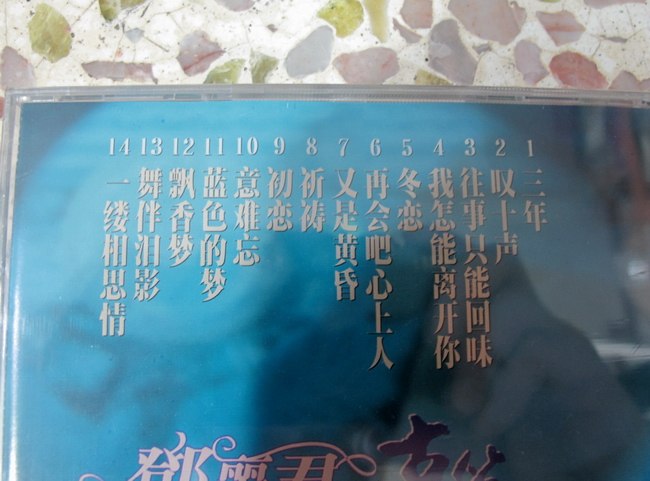 1 三年
2 叹十声
3 往事只能回味
4 我怎能离开你
5 冬恋
6 再会吧心上人
7 又是黄昏
8 祈祷
9 初恋
10 意难忘
11 蓝色的梦
12 飘香梦
13 舞伴泪影
14 一缕相思情
鄧麗君